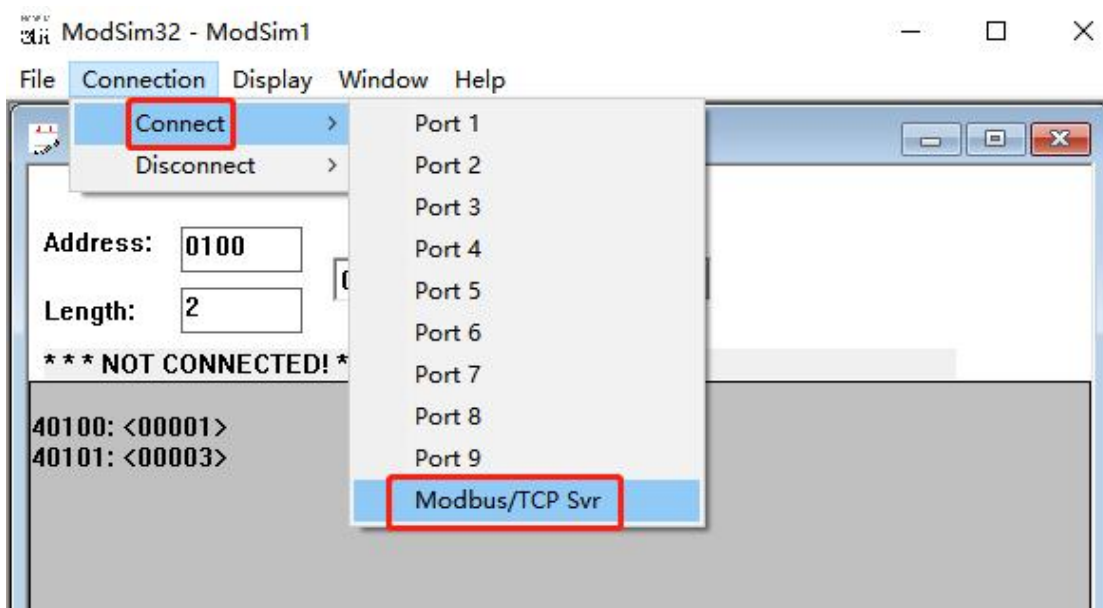 ModSim32 - ModSim1
File Connection Display Window Help
Connect > Port 1
Disconnect > Port 2
Port 3
Address: 0100 Port 4
Port 5
Length: 2 Port 6
* * * NOT CONNECTED! * Port 7
Port 8
40100: <00001>
40101: <00003> Port 9
Modbus/TCP Svr